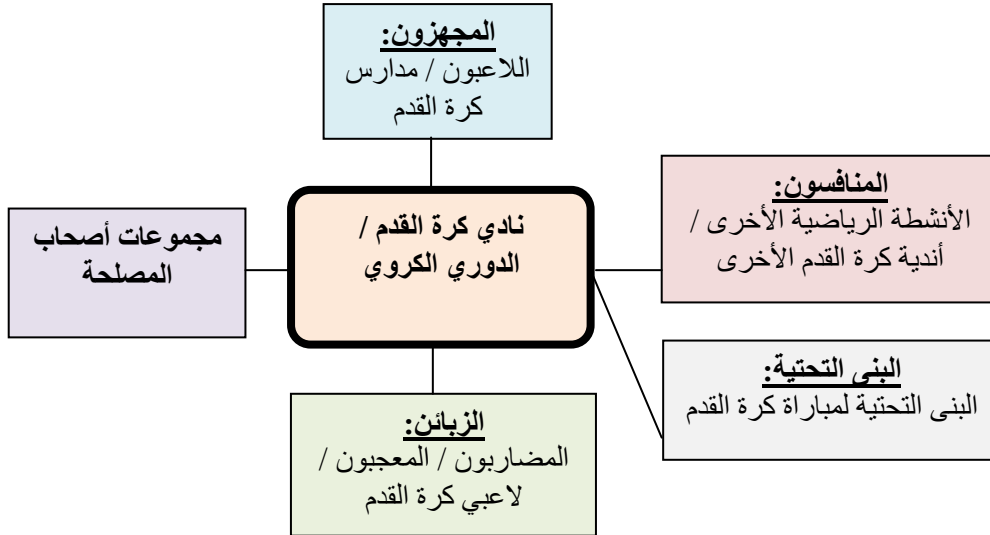 المجهزون:
اللاعبون / مدارس
كرة القدم
المنافسون:
الأنشطة الرياضية الأخرى /
أندية كرة القدم الأخرى
نادي كرة القدم /
الدوري الكروي
مجموعات أصحاب
المصلحة
البنى التحتية:
البنى التحتية لمباراة كرة القدم
الزبائن:
المضاربون / المعجبون /
لاعبي كرة القدم